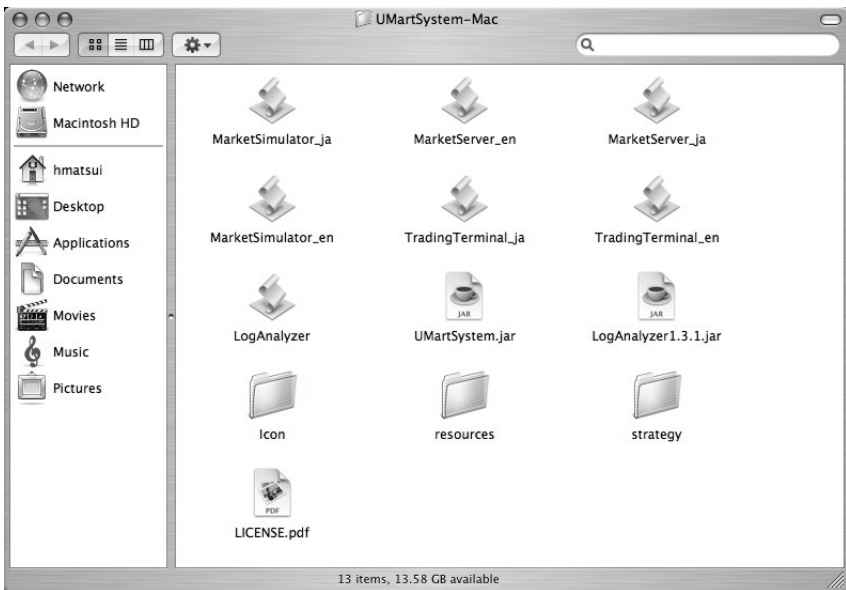 UMartSystem-Mac
Network
Macintosh HD
hmatsui
Desktop
Applications
Documents
Movies
Music
Pictures
MarketSimulator_ja
MarketServer_en
MarketServer_ja
MarketSimulator_en
TradingTerminal_ja
TradingTerminal_en
LogAnalyzer
JAR
UMartSystem.jar
JAR
LogAnalyzer1.3.1.jar
Icon
resources
strategy
PDF
LICENSE.pdf
13 items, 13.58 GB available